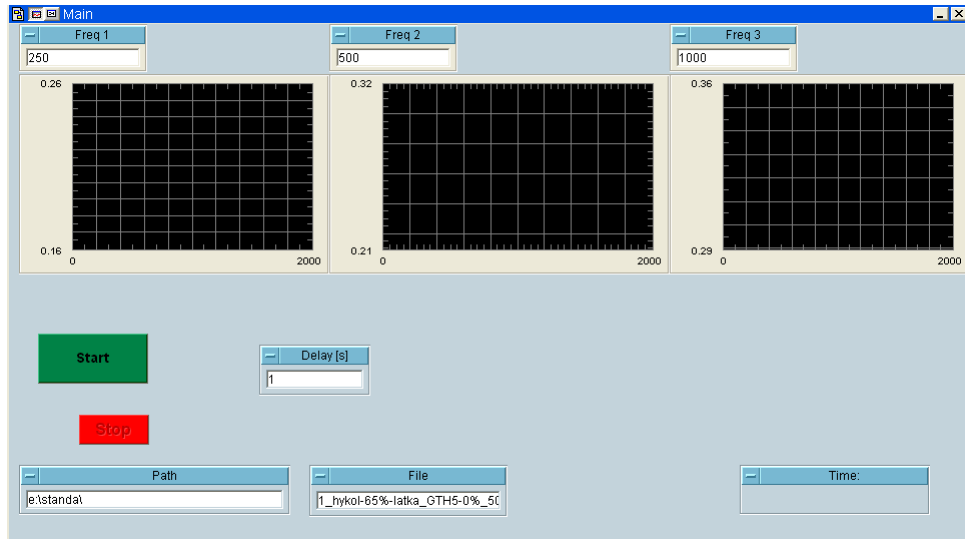 Main
Freq 1
Freq 2
Freq 3
250
500
1000
0.26
0.32
0.36
0.16
0.21
0.29
0
2000
0
2000
0
2000
Start
Delay [s]
1
Stop
Path
File
Time:
e:\standa\
1_hykol-65%-latka_GTH5-0%_50